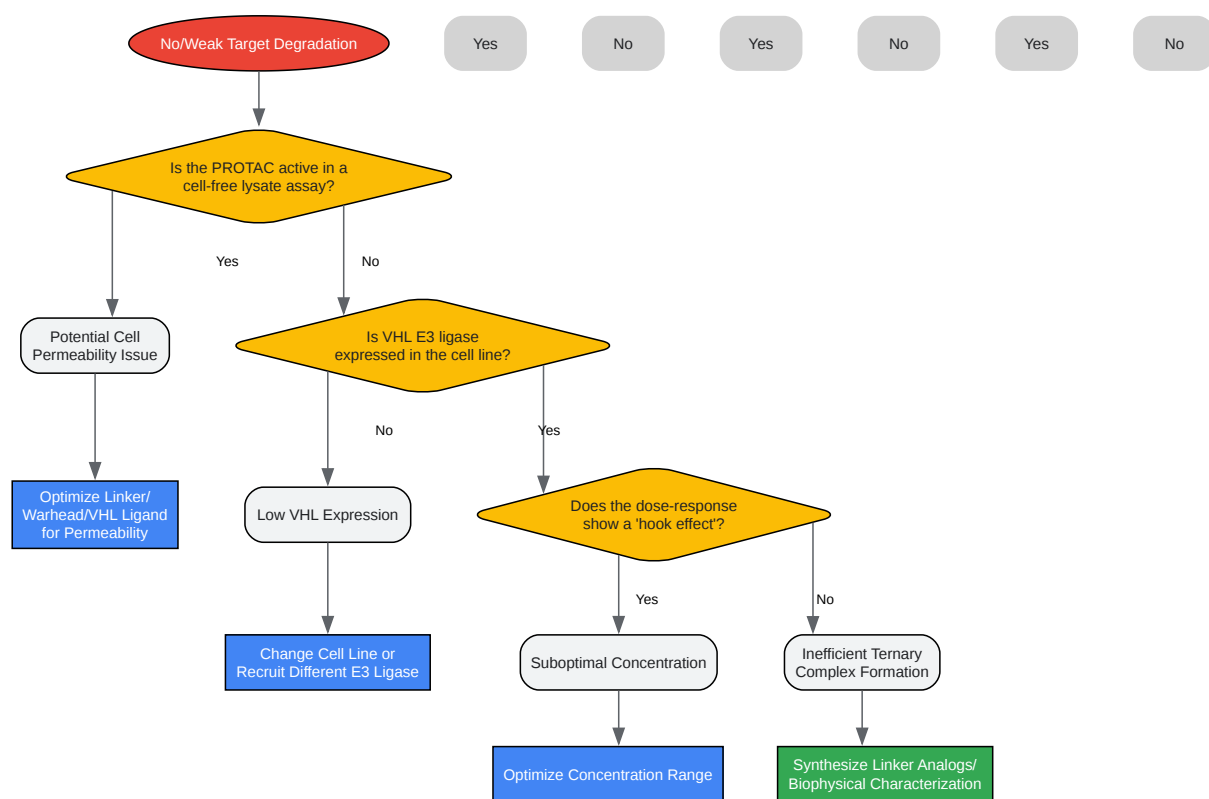 No/Weak Target Degradation
Yes
No
Yes
No
Yes
No
Is the PROTAC active in a
cell-free lysate assay?
Yes
No
Potential Cell
Permeability Issue
Is VHL E3 ligase
expressed in the cell line?
No
Yes
Optimize Linker/
Warhead/VHL Ligand
for Permeability
Low VHL Expression
Does the dose-response
show a 'hook effect'?
Yes
No
Change Cell Line or
Recruit Different E3 Ligase
Suboptimal Concentration
Inefficient Ternary
Complex Formation
Optimize Concentration Range
Synthesize Linker Analogs/
Biophysical Characterization